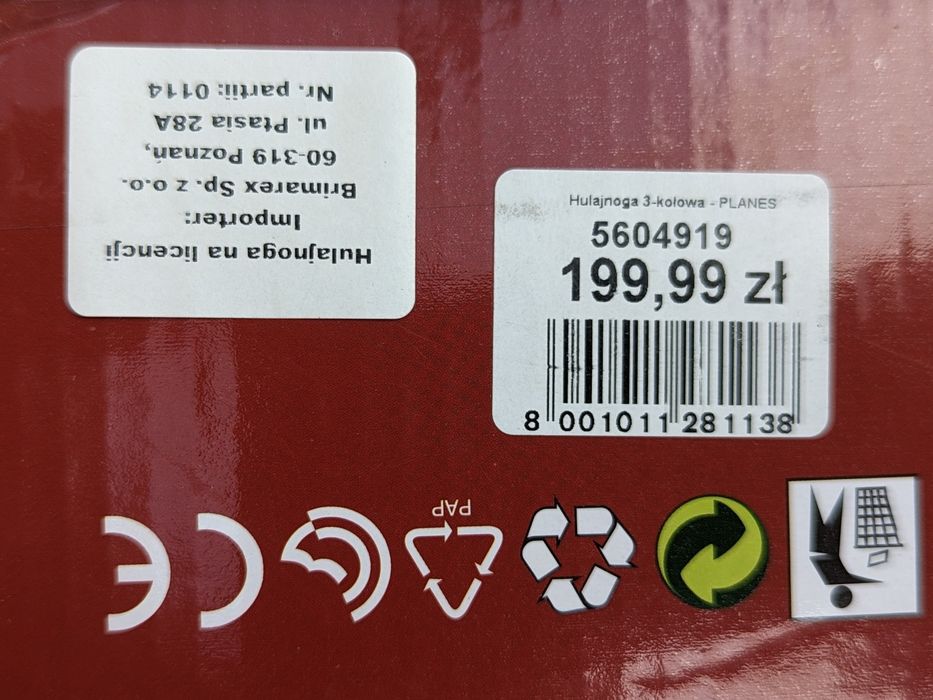 Hulajnoga na licencji
Importer:
Brimarex Sp. z o.o.
60-319 Poznań,
ul. Ptasia 28A
Nr. partii: 0114
Hulajnoga 3-kołowa - PLANES
5604919
199,99 zł
8 001011 281138
PAP
CE